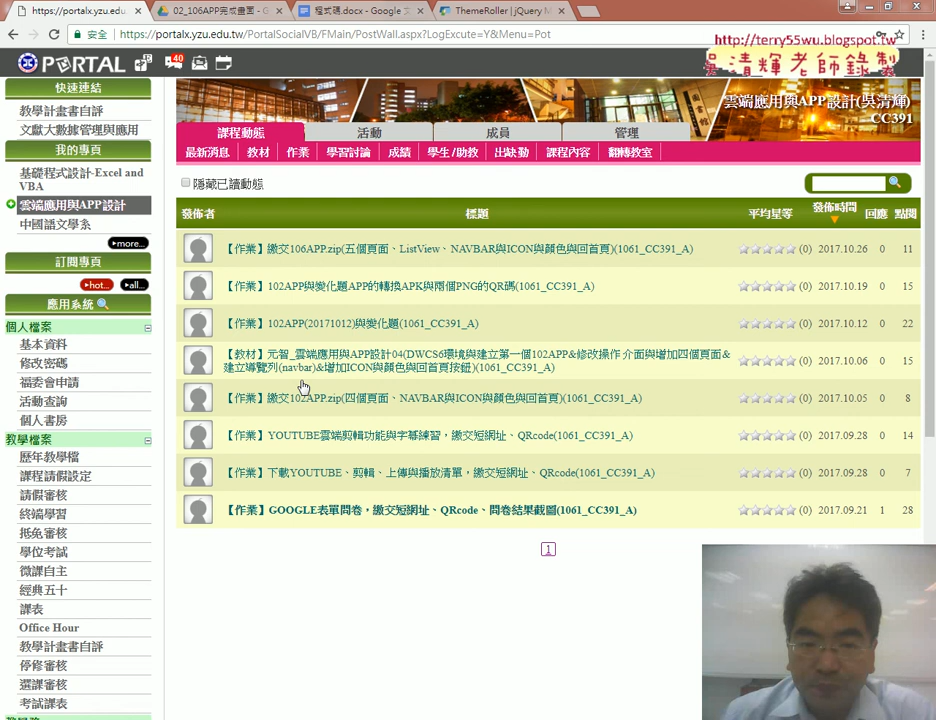 https://portalx.yzu.edu.tw/
02_106APP完成畫面 - G
程式碼.docx - Google
ThemeRoller | jQuery M
安全
https://portalx.yzu.edu.tw/PortalSocialVB/FMain/PostWall.aspx?LogExcute=Y&Menu=Pot
http://terry55wu.blogspot.tw
吳清輝老師錄制
PORTAL
40
快速連結
教學計畫書自評
文獻大數據管理與應用
我的專頁
基礎程式設計-Excel and
VBA
雲端應用與APP設計
中國語文學系
more...
訂閱專頁
hot...
all...
應用系統
個人檔案
基本資料
修改密碼
福委會申請
活動查詢
個人書房
教學檔案
歷年教學檔
課程請假設定
請假審核
終端學習
抵免審核
學位考試
微課自主
經典五十
課表
Office Hour
教學計畫書自評
停修審核
選課審核
考試課表
雲端應用與APP設計(吳清輝)
CC391
課程動態
活動
成員
管理
最新消息
教材
作業
學習討論
成績
學生/助教
出缺勤
課程內容
翻轉教室
隱藏已讀動態
發佈者
標題
平均星等
發佈時間
回應
點閱
【作業】繳交106APP.zip(五個頁面、ListView、NAVBAR與ICON與顏色與回首頁)(1061_CC391_A)
(0) 2017.10.26 0 11
【作業】102APP與變化題APP的轉換APK與兩個PNG的QR碼(1061_CC391_A)
(0) 2017.10.19 0 15
【作業】102APP(20171012)與變化題(1061_CC391_A)
(0) 2017.10.12 0 22
【教材】元智_雲端應用與APP設計04(DWCS6環境與建立第一個102APP&修改操作 介面與增加四個頁面&
建立導覽列(navbar)&增加ICON與顏色與回首頁按鈕)(1061_CC391_A)
(0) 2017.10.06 0 15
【作業】繳交102APP.zip(四個頁面、NAVBAR與ICON與顏色與回首頁)(1061_CC391_A)
(0) 2017.10.05 0 8
【作業】YOUTUBE雲端剪輯功能與字幕練習，繳交短網址、QRcode(1061_CC391_A)
(0) 2017.09.28 0 14
【作業】下載YOUTUBE、剪輯、上傳與播放清單，繳交短網址、QRcode(1061_CC391_A)
(0) 2017.09.28 0 7
【作業】GOOGLE表單問卷，繳交短網址、QRcode、問卷結果截圖(1061_CC391_A)
(0) 2017.09.21 1 28
1